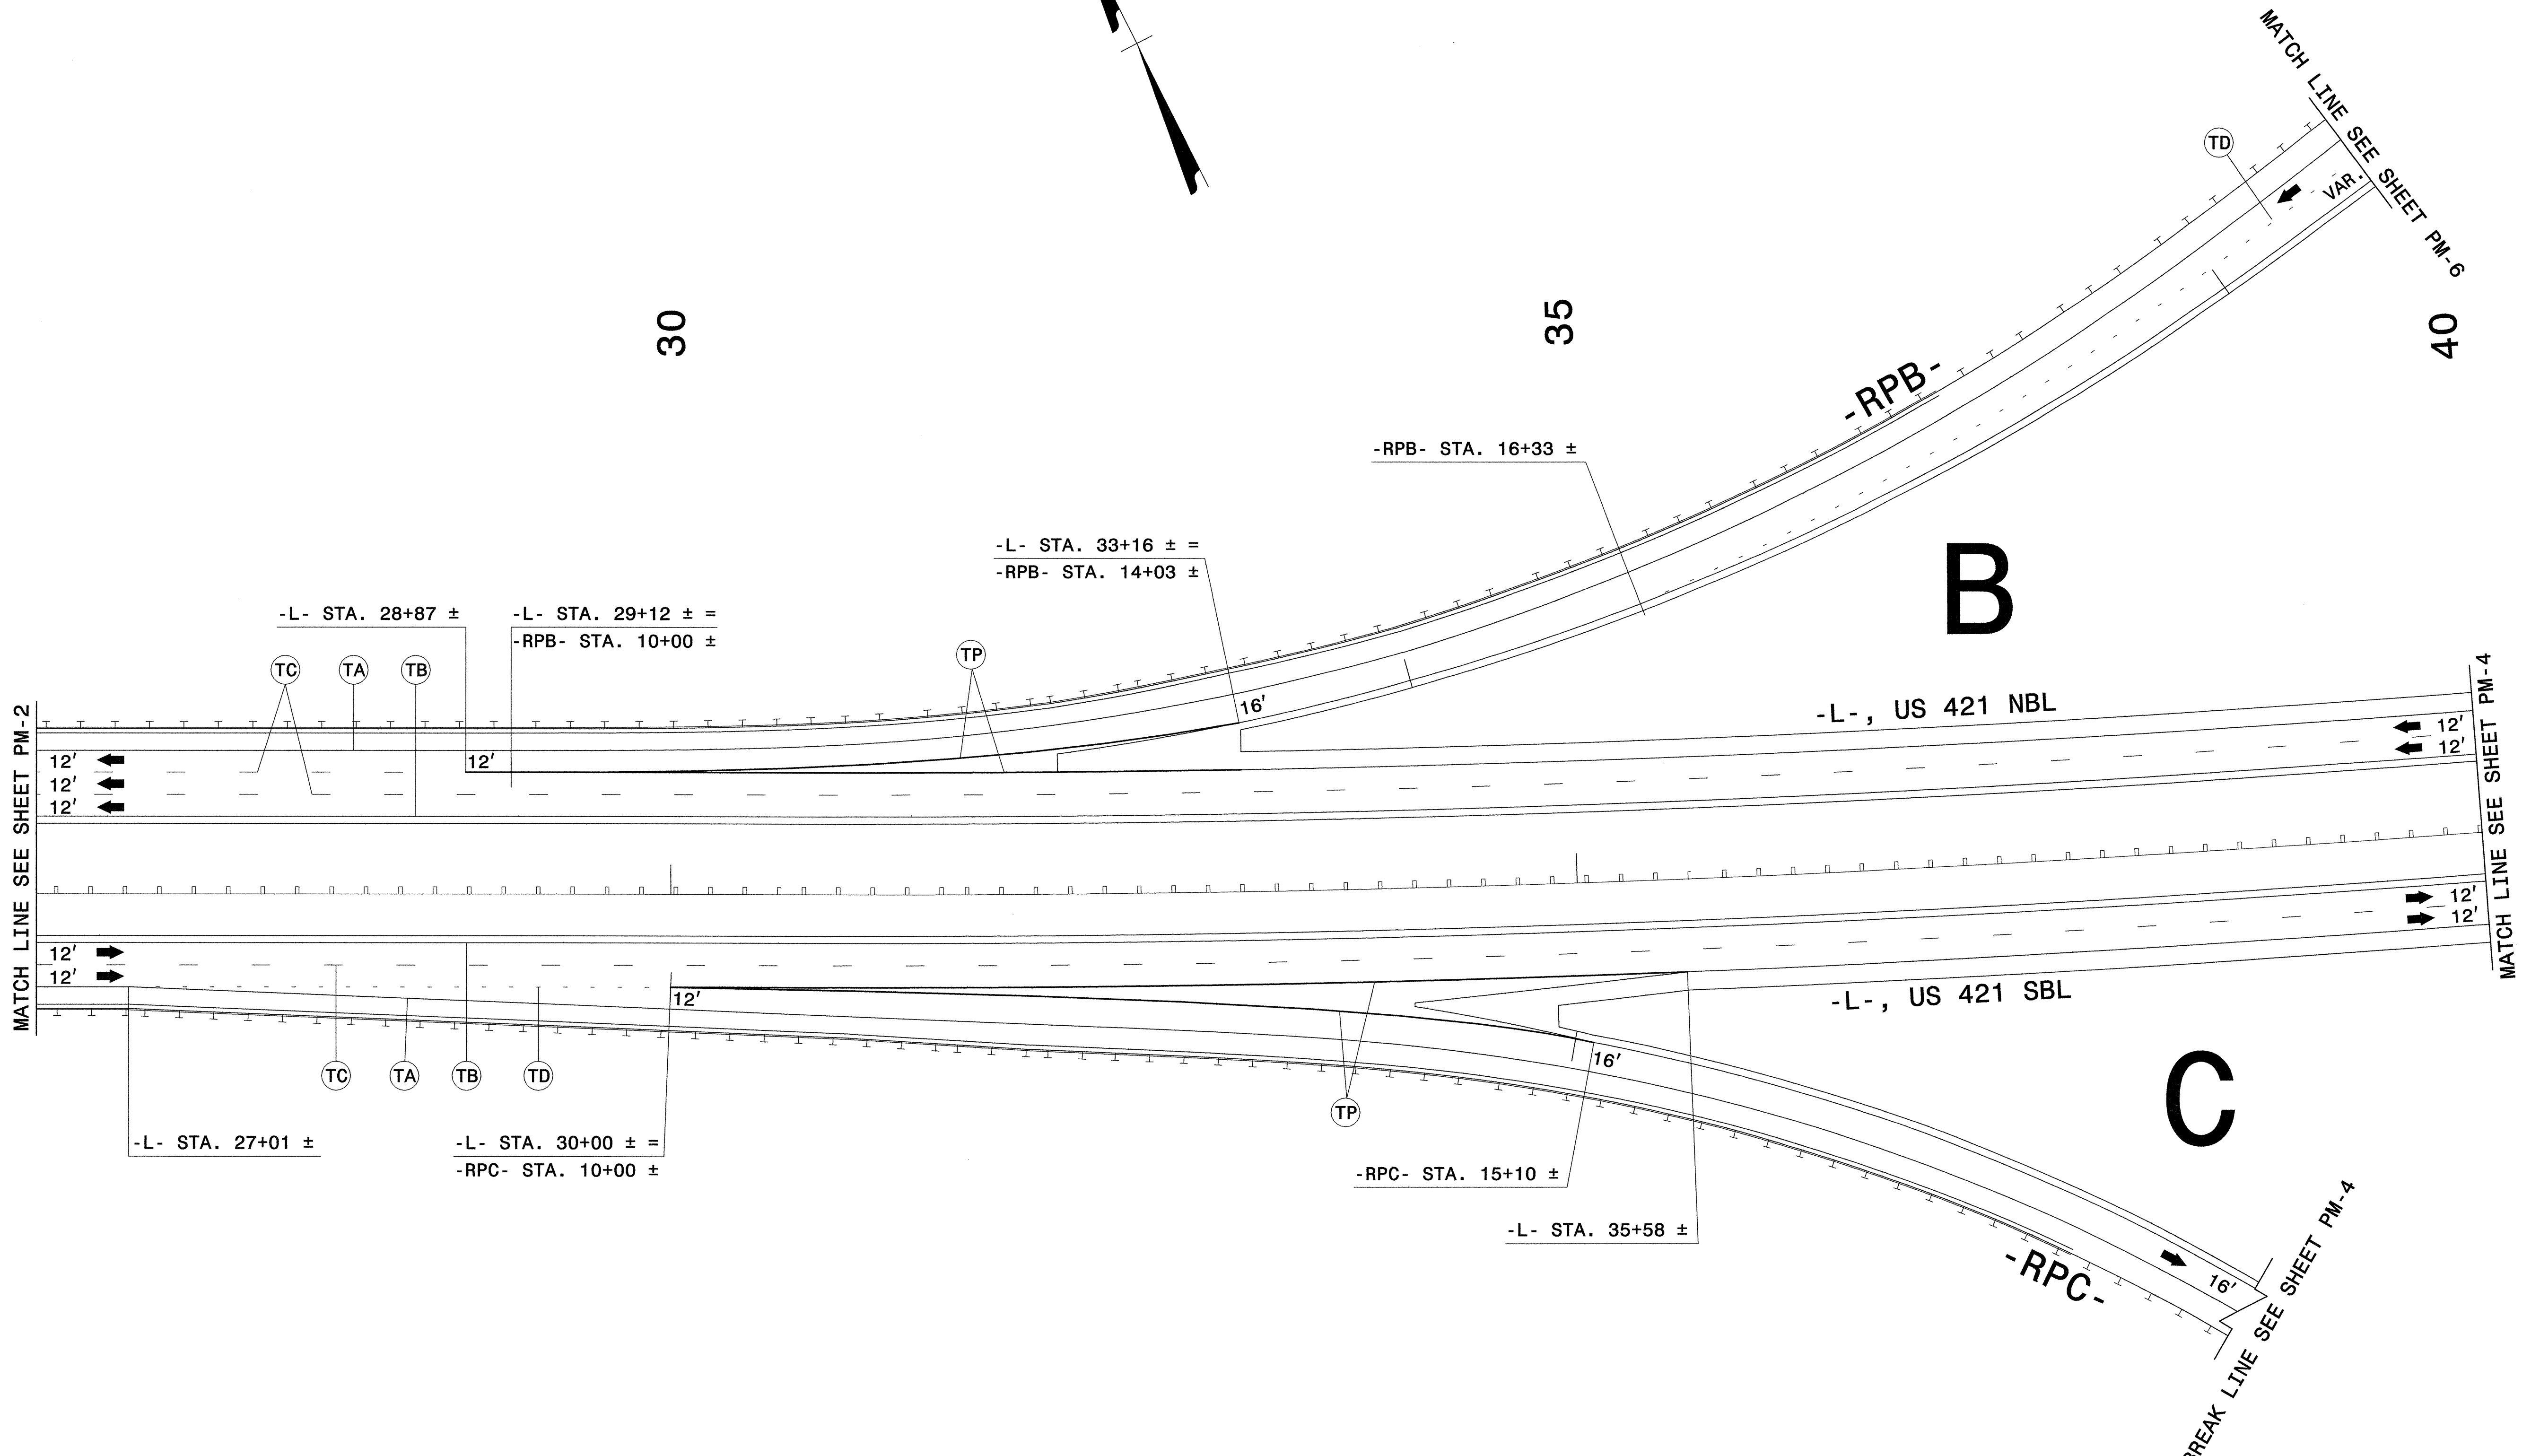 MATCH LINE SEE SHEET PM-6
TD
VAR.
30
35
40
-RPB-
-RPB- STA. 16+33 ±
-L- STA. 33+16 ± =
-RPB- STA. 14+03 ±
B
-L- STA. 28+87 ±
-L- STA. 29+12 ± =
-RPB- STA. 10+00 ±
TC
TA
TB
TP
16'
-L-, US 421 NBL
MATCH LINE SEE SHEET PM-4
MATCH LINE SEE SHEET PM-2
12'
12'
12'
12'
12'
12'
12'
12'
12'
12'
12'
-L-, US 421 SBL
16'
C
TC
TA
TB
TD
TP
-L- STA. 27+01 ±
-L- STA. 30+00 ± =
-RPC- STA. 10+00 ±
-RPC- STA. 15+10 ±
-L- STA. 35+58 ±
-RPC-
16'
BREAK LINE SEE SHEET PM-4